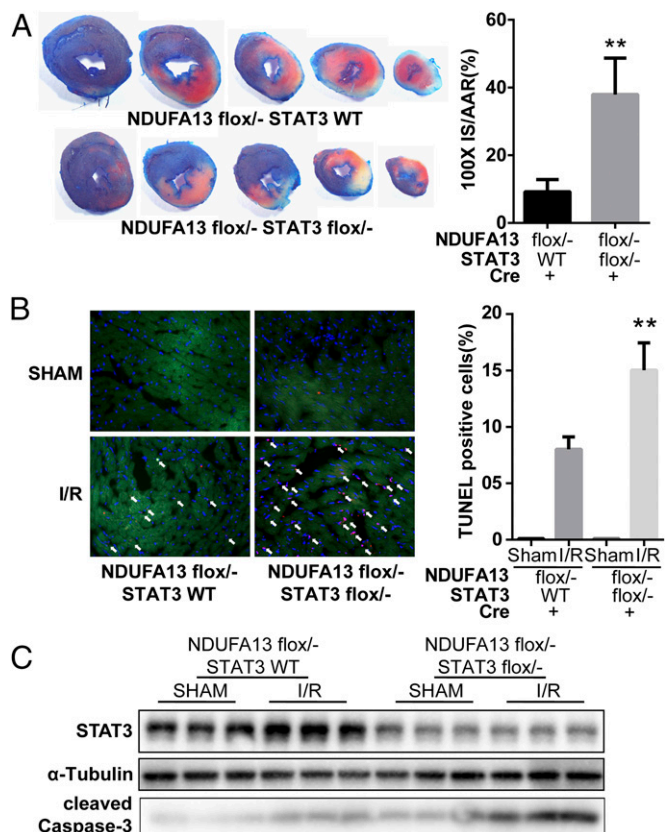 A
NDUFA13 flox/- STAT3 WT
NDUFA13 flox/- STAT3 flox/-
100X IS/AAR(%)
60
40
20
0
**
NDUFA13 flox/- flox/-
STAT3 WT flox/-
Cre + +
B
SHAM
I/R
NDUFA13 flox/- NDUFA13 flox/-
STAT3 WT STAT3 flox/-
TUNEL positive cells(%)
20
15
10
05
0
**
Sham I/R Sham I/R
NDUFA13 flox/- flox/-
STAT3 WT flox/-
Cre + +
C
NDUFA13 flox/- NDUFA13 flox/-
STAT3 WT STAT3 flox/-
SHAM I/R SHAM I/R
STAT3
α-Tubulin
cleaved
Caspase-3